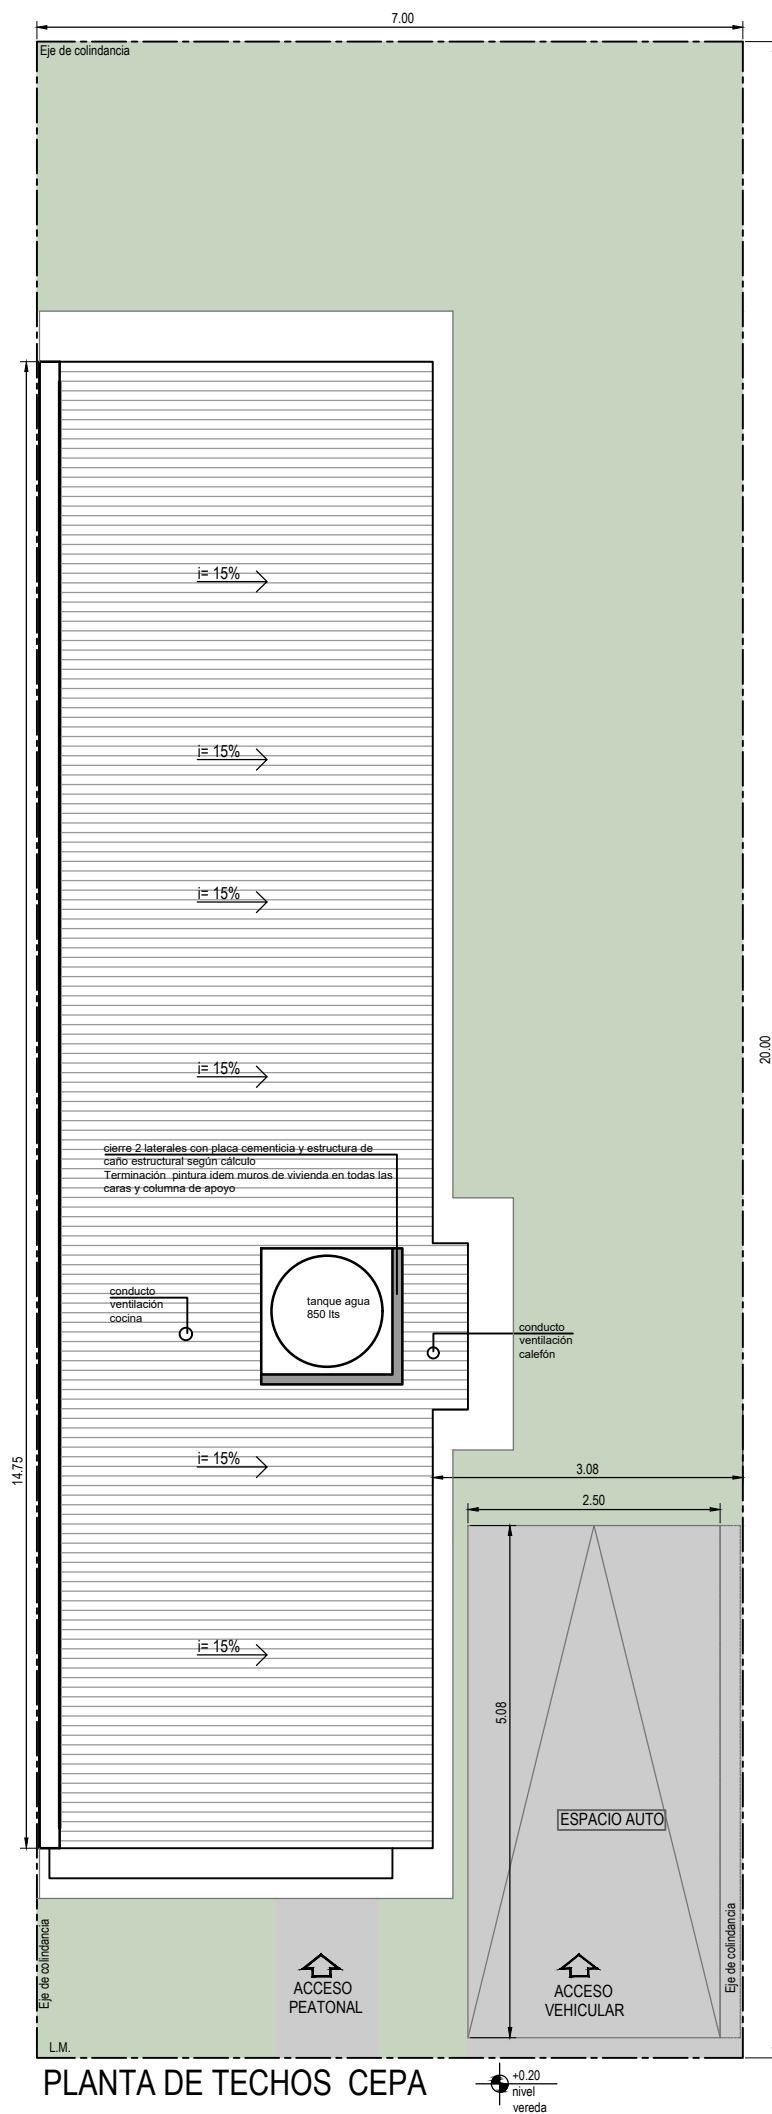 7.00
Eje de colindancia
i= 15%
i= 15%
i= 15%
20.00
i= 15%
cierre 2 laterales con placa cementicia y estructura de
caño estructural según cálculo
Terminación pintura idem muros de vivienda en todas las
caras y columna de apoyo
conducto
ventilación
cocina
tanque agua
850 lts
conducto
ventilación
calefón
14.75
i= 15%
3.08
2.50
i= 15%
5.08
ESPACIO AUTO
Eje de colindancia
Eje de colindancia
ACCESO
PEATONAL
ACCESO
VEHICULAR
L.M.
PLANTA DE TECHOS CEPA
+0.20
nivel
vereda